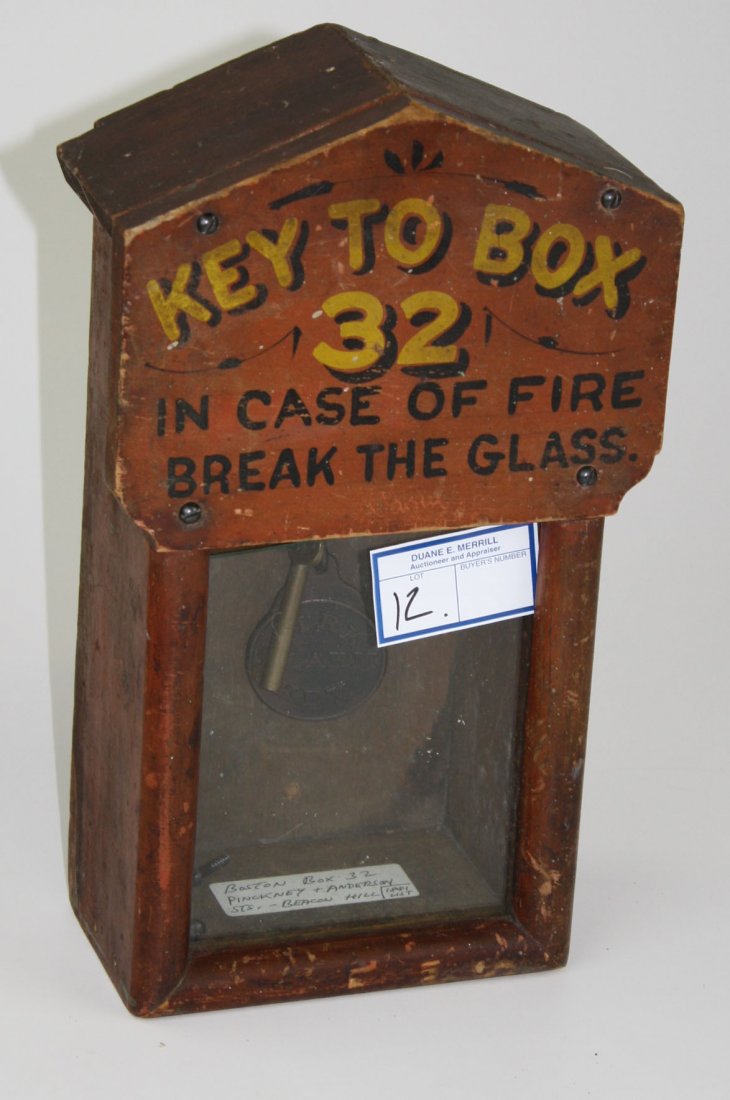 KEY TO BOX
32
IN CASE OF FIRE
BREAK THE GLASS.
DUANE E. MERRILL
Auctioneer and Appraiser
LOT
BUYER'S NUMBER
12.
BOSTON BOX 32
PINCKNEY + ANDERSON
STS. - BEACON HILL
LIST